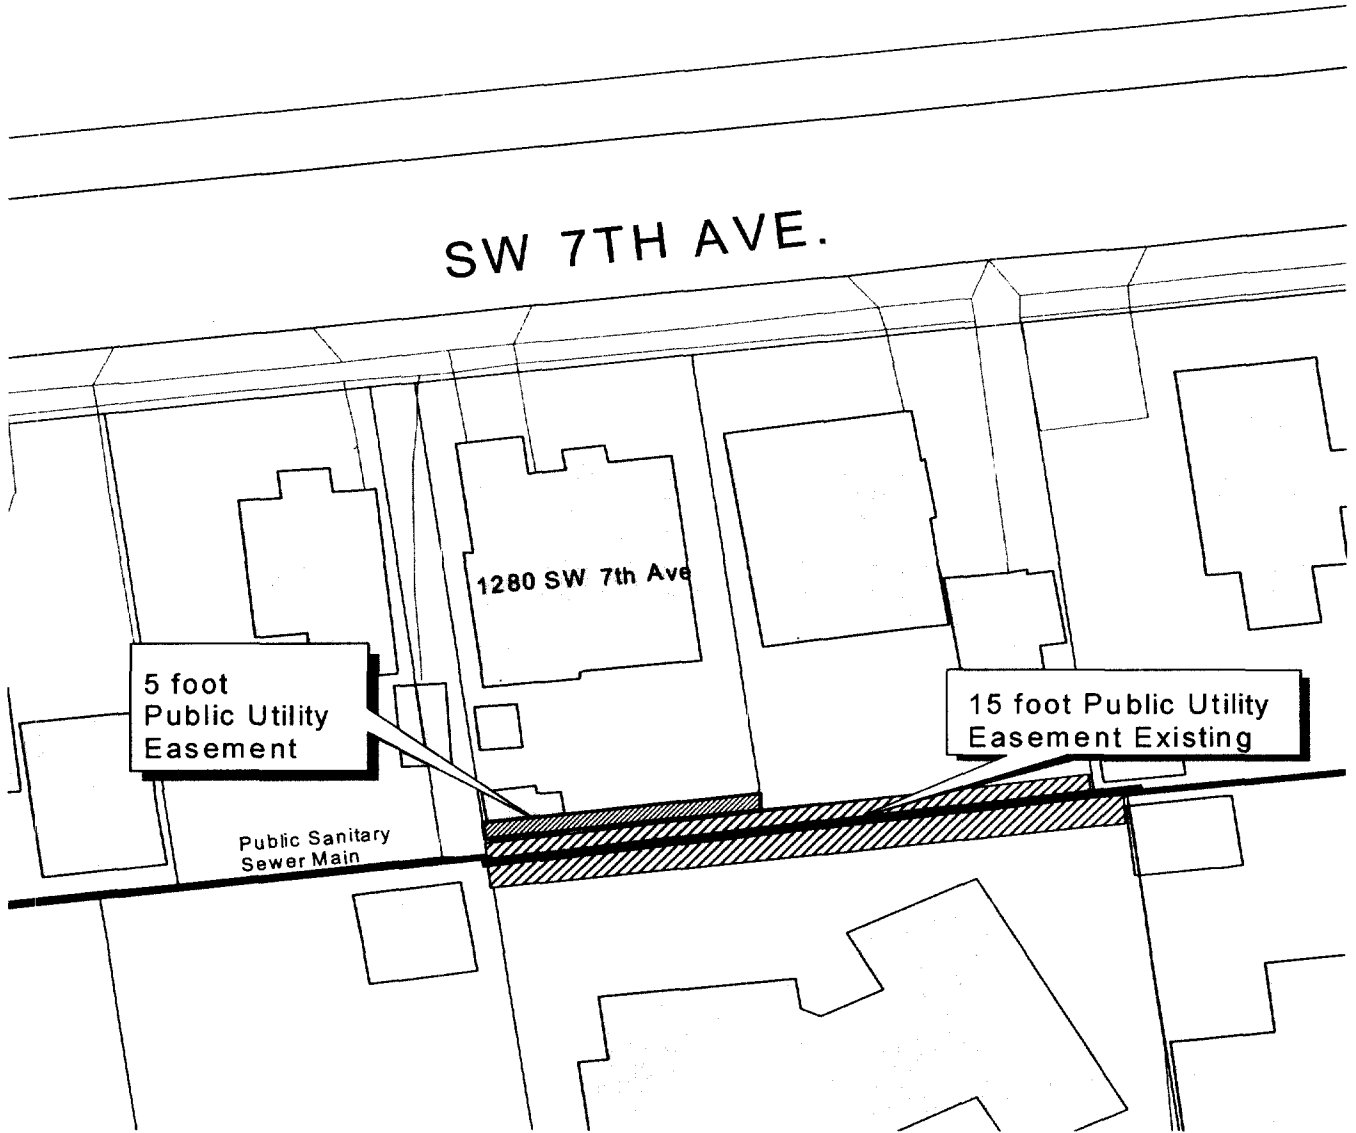 SW 7TH AVE.
1280 SW 7th Ave
5 foot
Public Utility
Easement
15 foot Public Utility
Easement Existing
Public Sanitary
Sewer Main